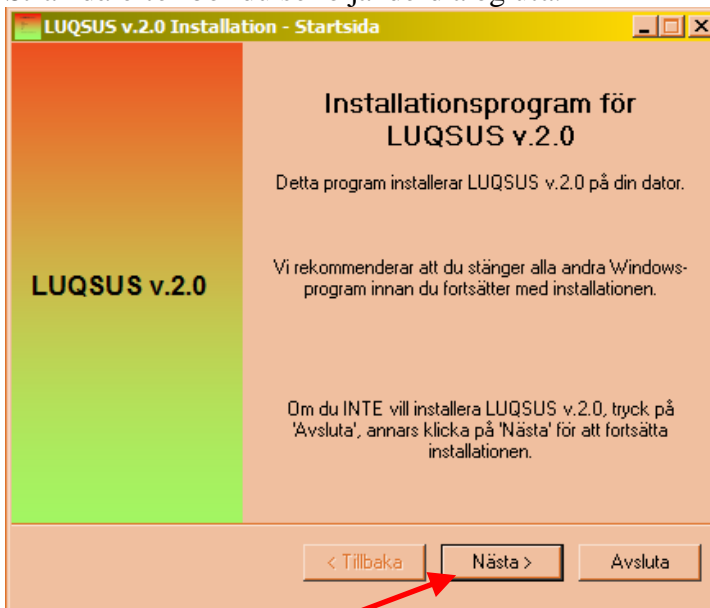 LUQSUS v.2.0 Installation - Startsida
Installationsprogram för
LUQSUS v.2.0
Detta program installerar LUQSUS v.2.0 på din dator.
LUQSUS v.2.0
Vi rekommenderar att du stänger alla andra Windows-
program innan du fortsätter med installationen.
Om du INTE vill installera LUQSUS v.2.0, tryck på
'Avsluta', annars klicka på 'Nästa' för att fortsätta
installationen.
< Tillbaka
Nästa >
Avsluta